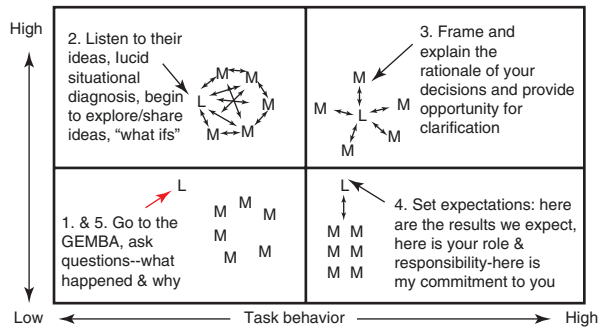 High
2. Listen to their
ideas, lucid
situational
diagnosis, begin
to explore/share
ideas, “what ifs”
M M
L M
M M
3. Frame and
explain the
rationale of your
decisions and provide
opportunity for
clarification
M
M L M
M M
L
1. & 5. Go to the
GEMBA, ask
questions--what
happened & why
M
M M
M
M M
L
4. Set expectations: here
are the results we expect,
here is your role &
responsibility-here is
my commitment to you
M M
M M
M M
Low Task behavior High